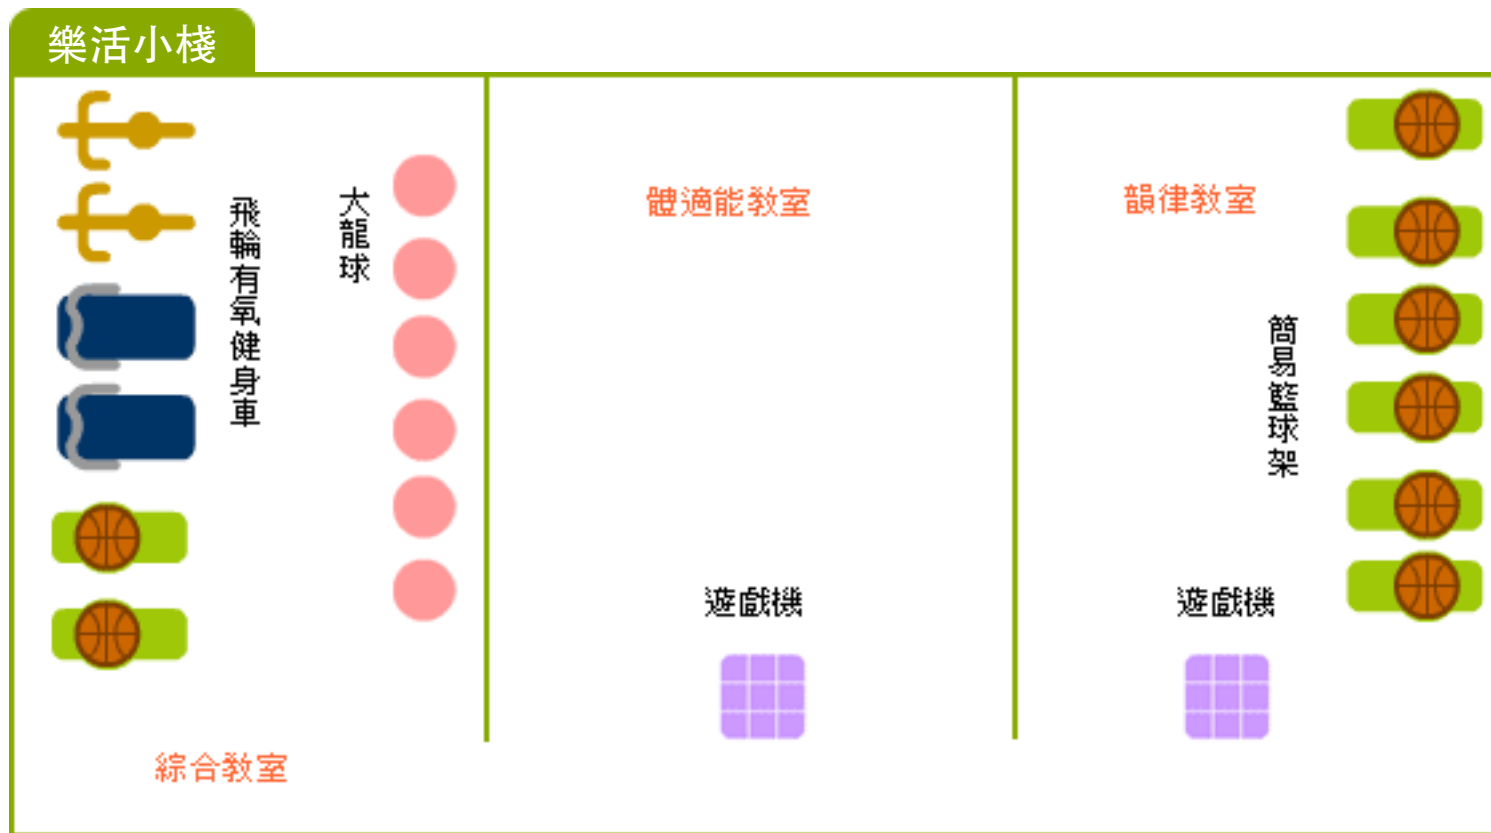 樂活小棧
飛輪有氧健身車
大龍球
體適能教室
韻律教室
簡易籃球架
遊戲機
遊戲機
綜合教室